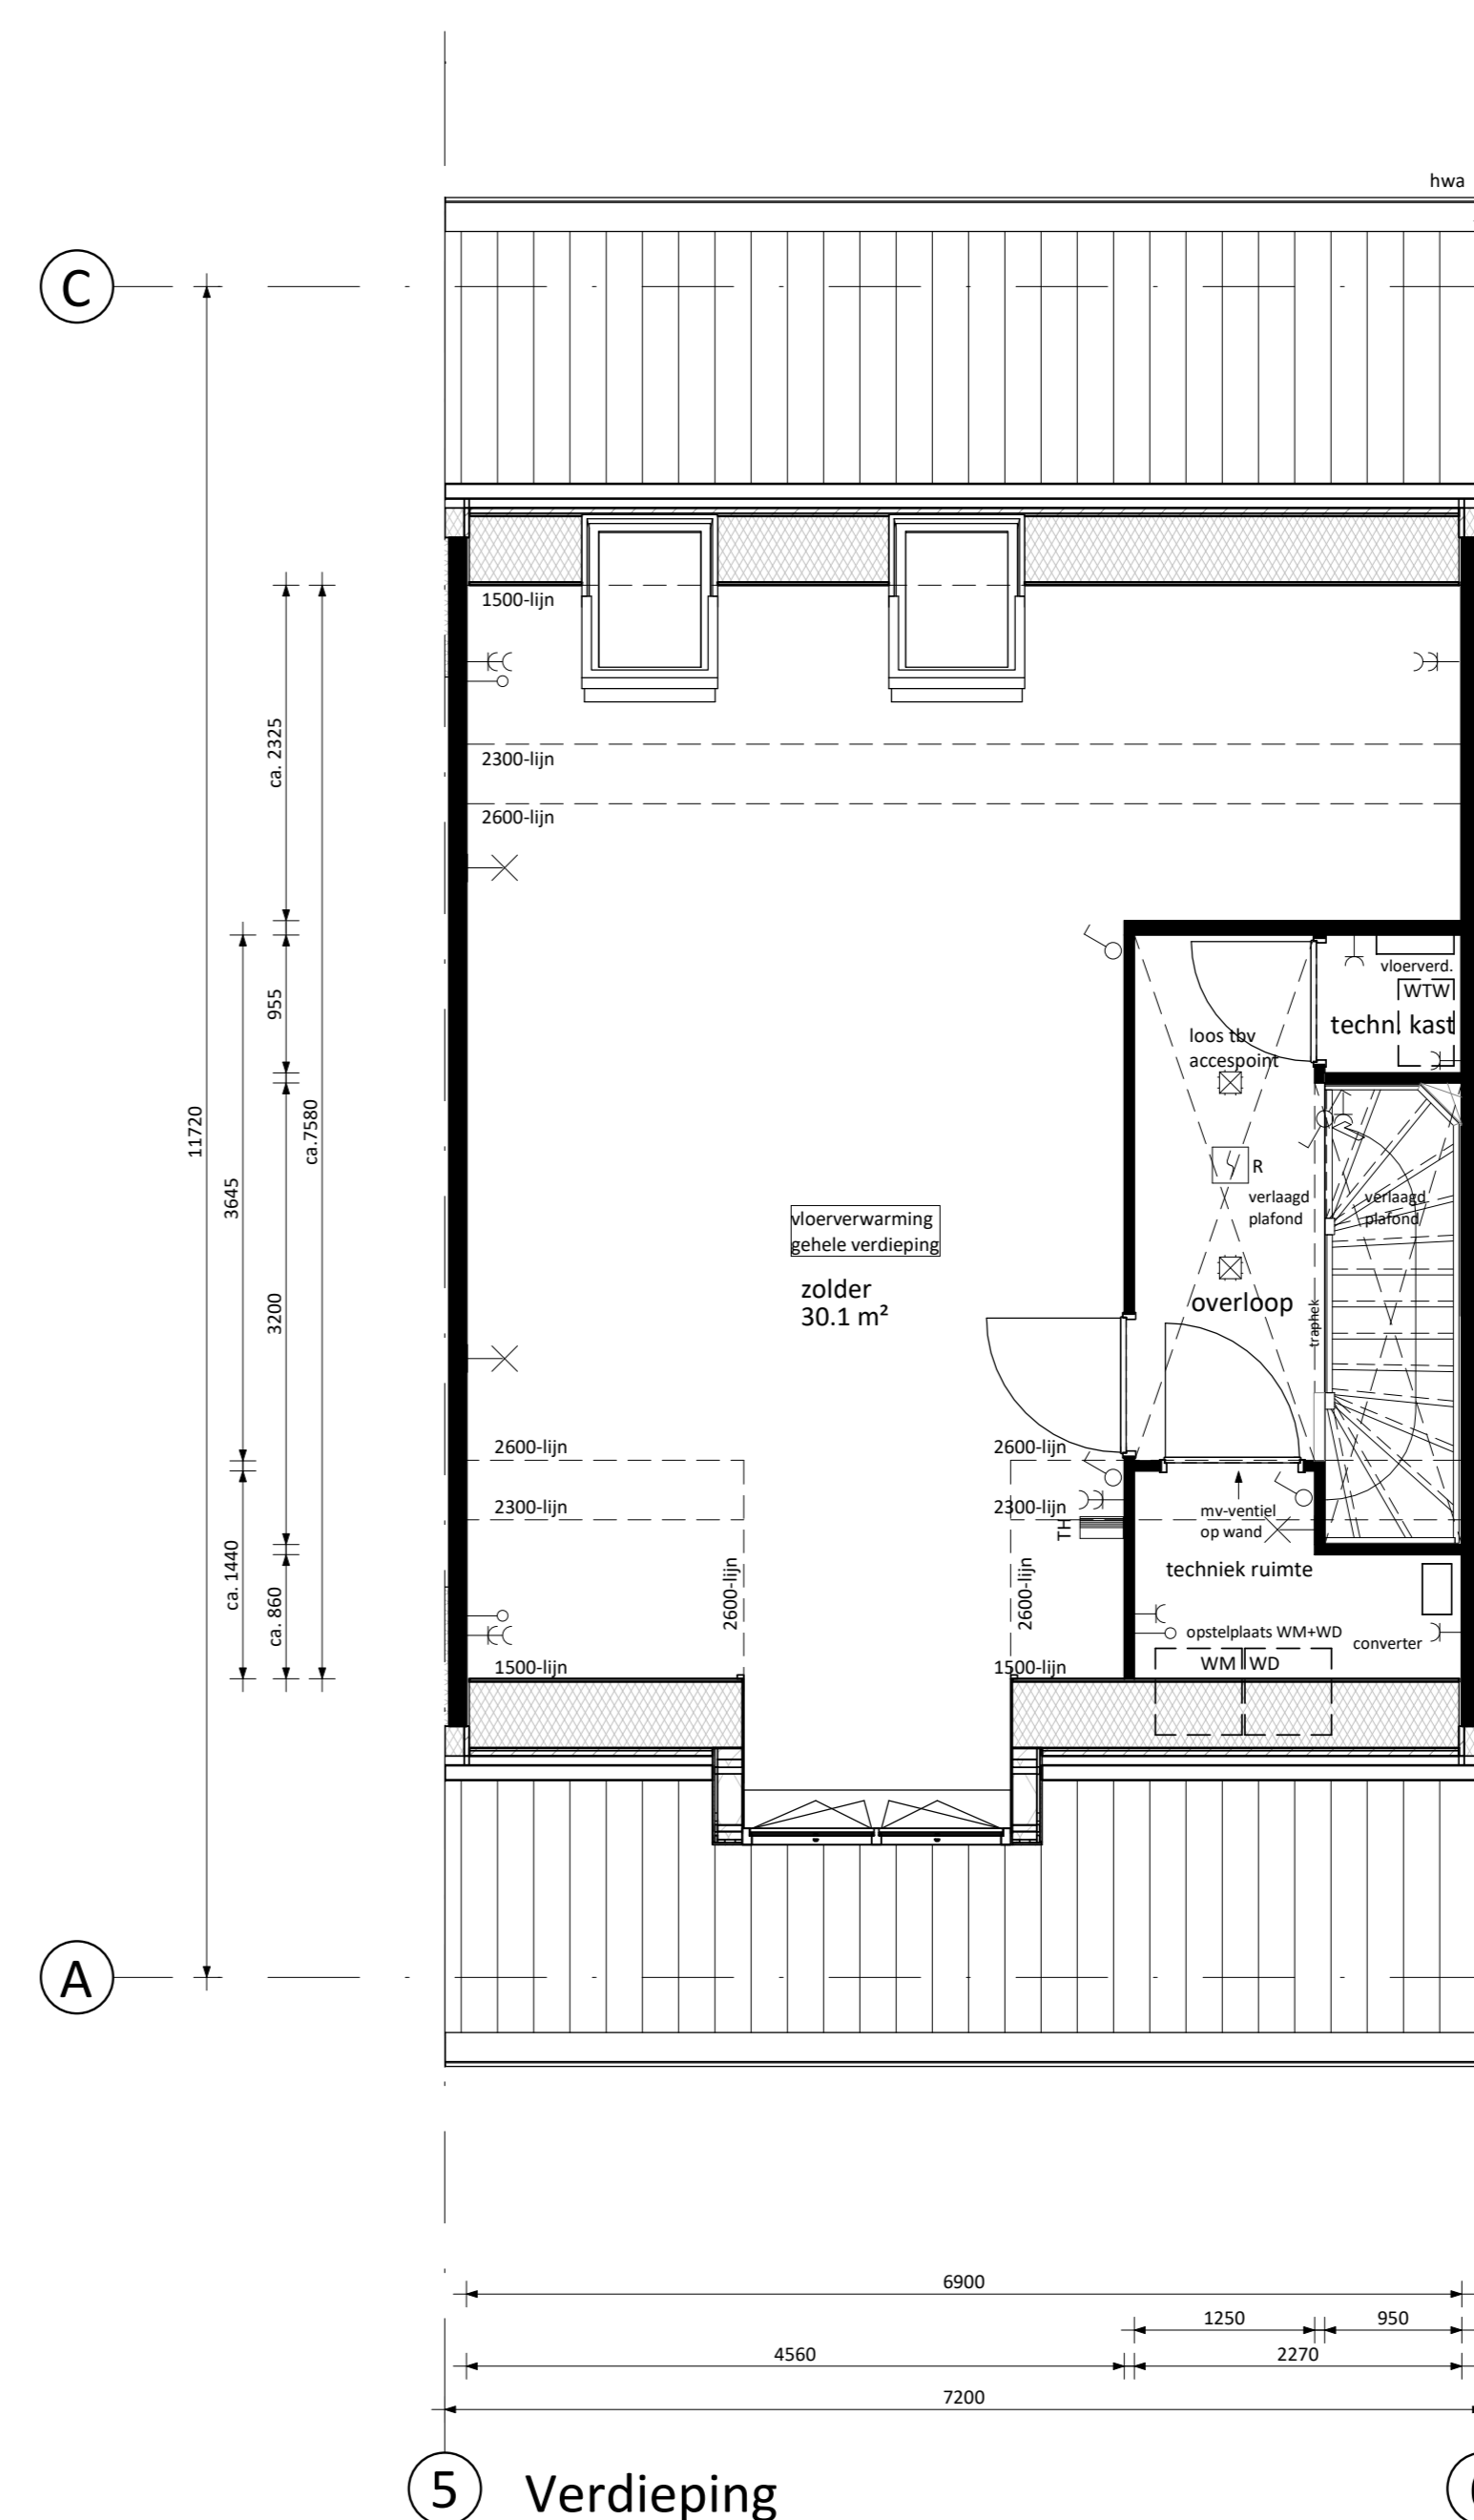 hwa
C
1500-lijn
2300-lijn
2600-lijn
ca. 2325
955
11720
3645
ca.7580
3200
ca. 1440
ca. 860
vloerverd.
WTW
techn. kast
loos tbv
accespoint
R
verlaagd
plafond
verlaagd
plafond
vloerverwarming
gehele verdieping
zolder
30.1 m²
overloop
traphek
2600-lijn
2600-lijn
2300-lijn
2300-lijn
TH
mv-ventiel
op wand
2600-lijn
2600-lijn
techniek ruimte
opstelplaats WM+WD
converter
1500-lijn
1500-lijn
WM
WD
A
6900
1250
950
4560
2270
7200
5
Verdieping